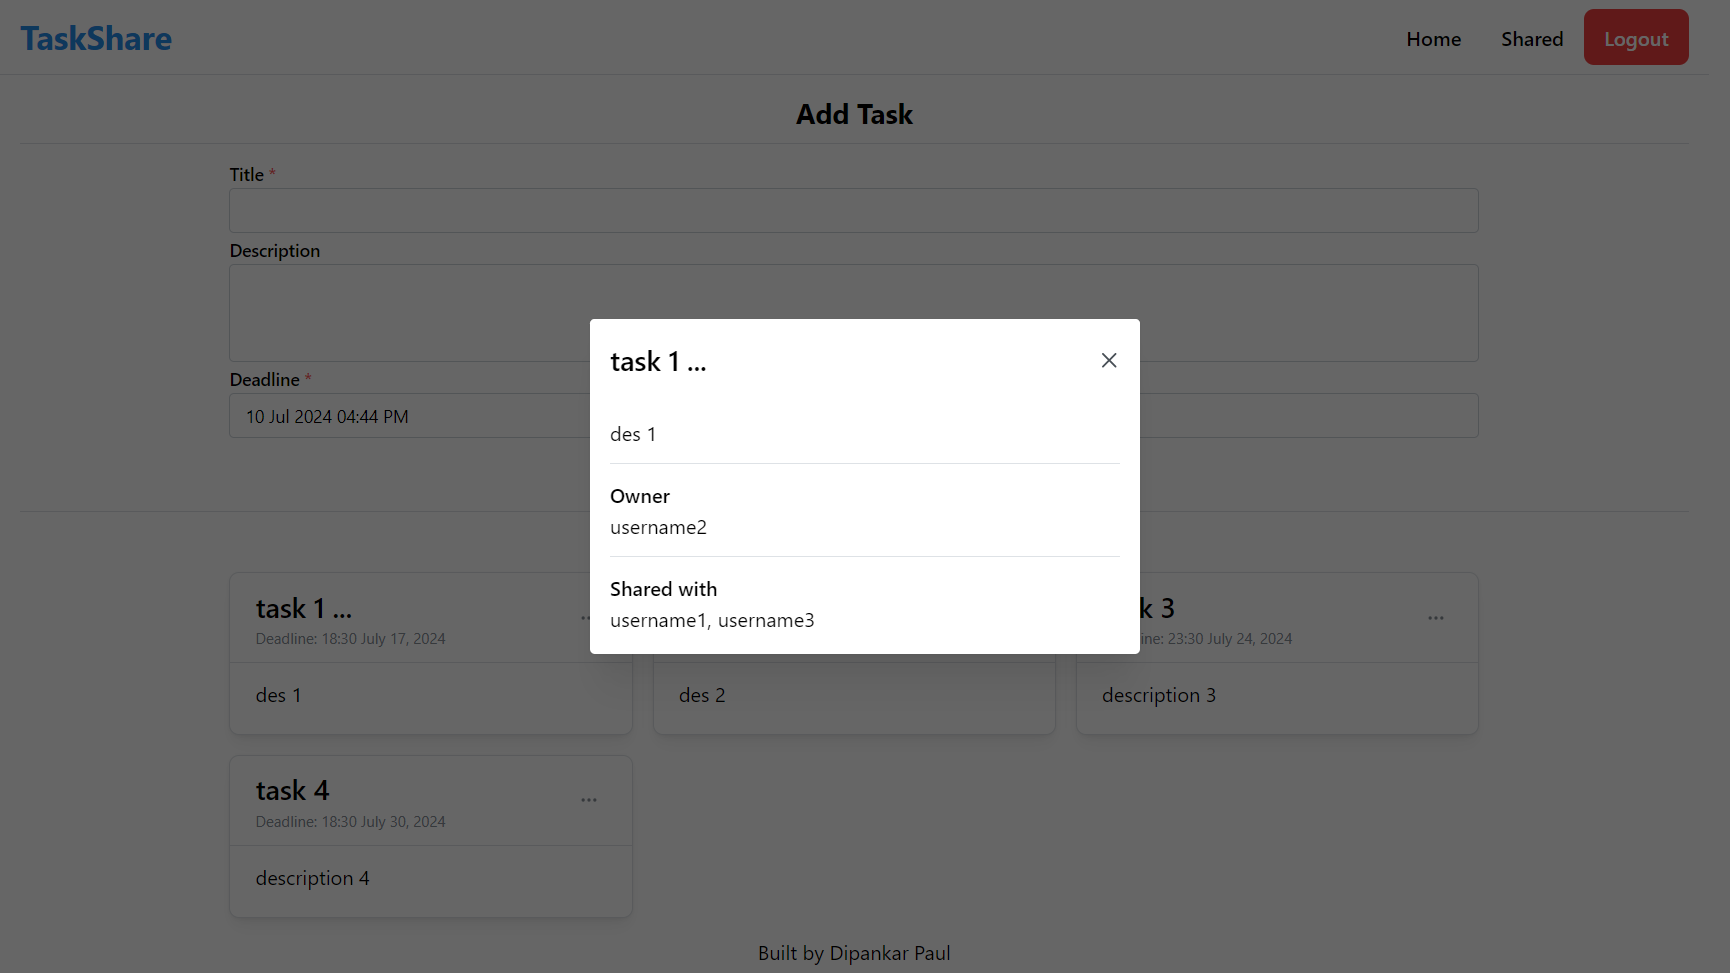 TaskShare
Home Shared Logout
Add Task
Title *
Description
Deadline *
10 Jul 2024 04:44 PM
task 1 ...
des 1
Owner
username2
Shared with
username1, username3
task 1 ...
Deadline: 18:30 July 17, 2024
des 1
des 2
k 3
ine: 23:30 July 24, 2024
description 3
task 4
Deadline: 18:30 July 30, 2024
description 4
Built by Dipankar Paul